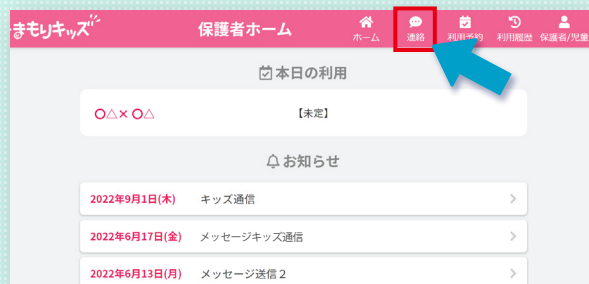 まもりキッズ 保護者ホーム
ホーム 連絡 利用予約 利用履歴 保護者/児童
本日の利用
○△× ○△ 【未定】
お知らせ
2022年9月1日(木) キッズ通信
2022年6月17日(金) メッセージキッズ通信
2022年6月13日(月) メッセージ送信2